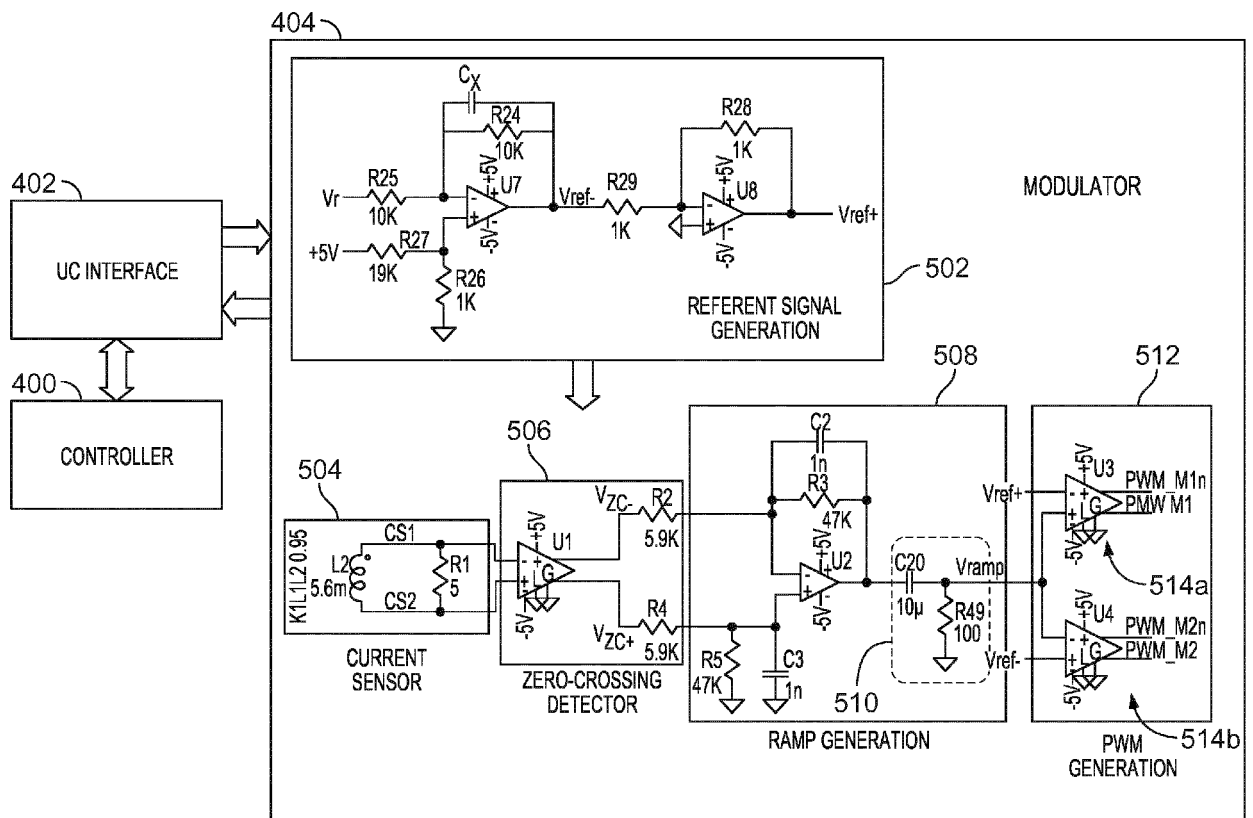 404
MODULATOR
CX
R24
10K
Vr
R25
10K
+5V
U7
-5V
Vref-
R29
1K
R28
1K
+5V
U8
-5V
Vref+
+5V
R27
19K
R26
1K
REFERENT SIGNAL
GENERATION
502
402
UC INTERFACE
400
CONTROLLER
504
K1L1L2 0.95
CS1
L2
5.6m
R1
5
CS2
CURRENT
SENSOR
506
+5V
U1
G
-5V
VZC-
R2
5.9K
VZC+
R4
5.9K
ZERO-CROSSING
DETECTOR
508
C2
1n
R3
47K
+5V
U2
-5V
R5
47K
C3
1n
C20
10µ
Vramp
R49
100
510
RAMP GENERATION
512
+5V
U3
Vref+
G
-5V
PWM_M1n
PMW_M1
514a
+5V
U4
Vref-
G
-5V
PWM_M2n
PWM_M2
514b
PWM
GENERATION